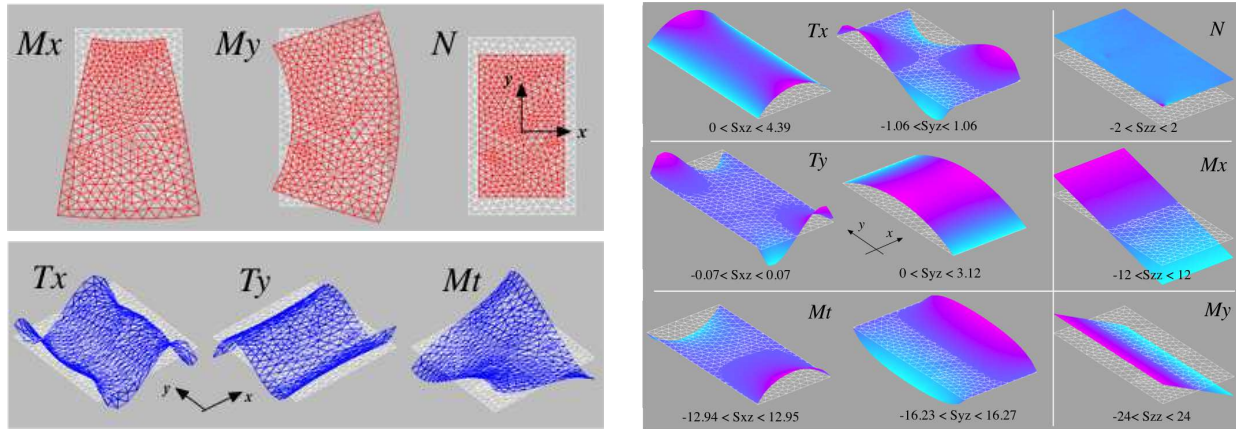 Mx My N
y
x
Tx Ty Mt
y x
Tx N
0 < Sxz < 4.39 -1.06 <Syz< 1.06 -2 < Szz < 2
Ty Mx
y x
-0.07< Sxz < 0.07 0 < Syz < 3.12 -12 <Szz < 12
Mt My
-12.94 < Sxz < 12.95 -16.23 < Syz < 16.27 -24< Szz < 24